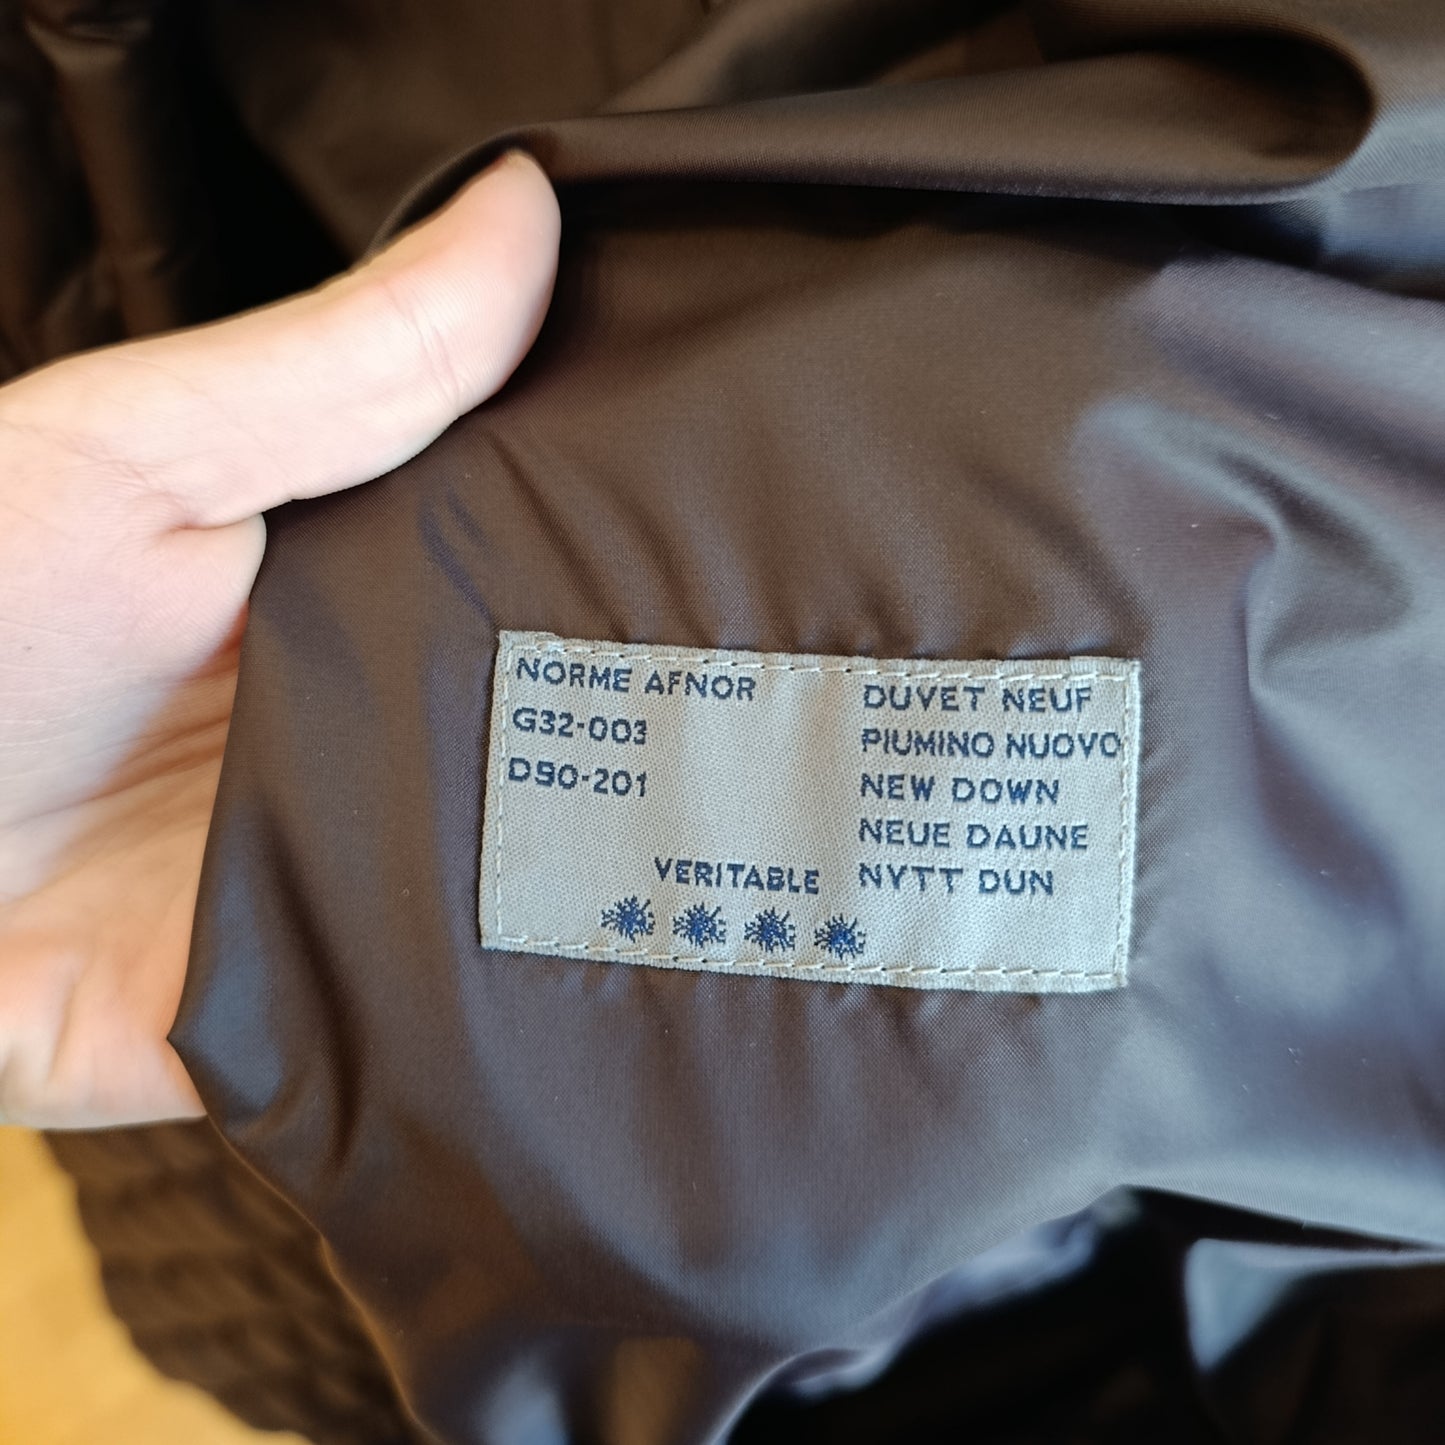 NORME AFNOR
G32-003
D90-201
VERITABLE
DUVET NEUF
PIUMINO NUOVO
NEW DOWN
NEUE DAUNE
NYTT DUN